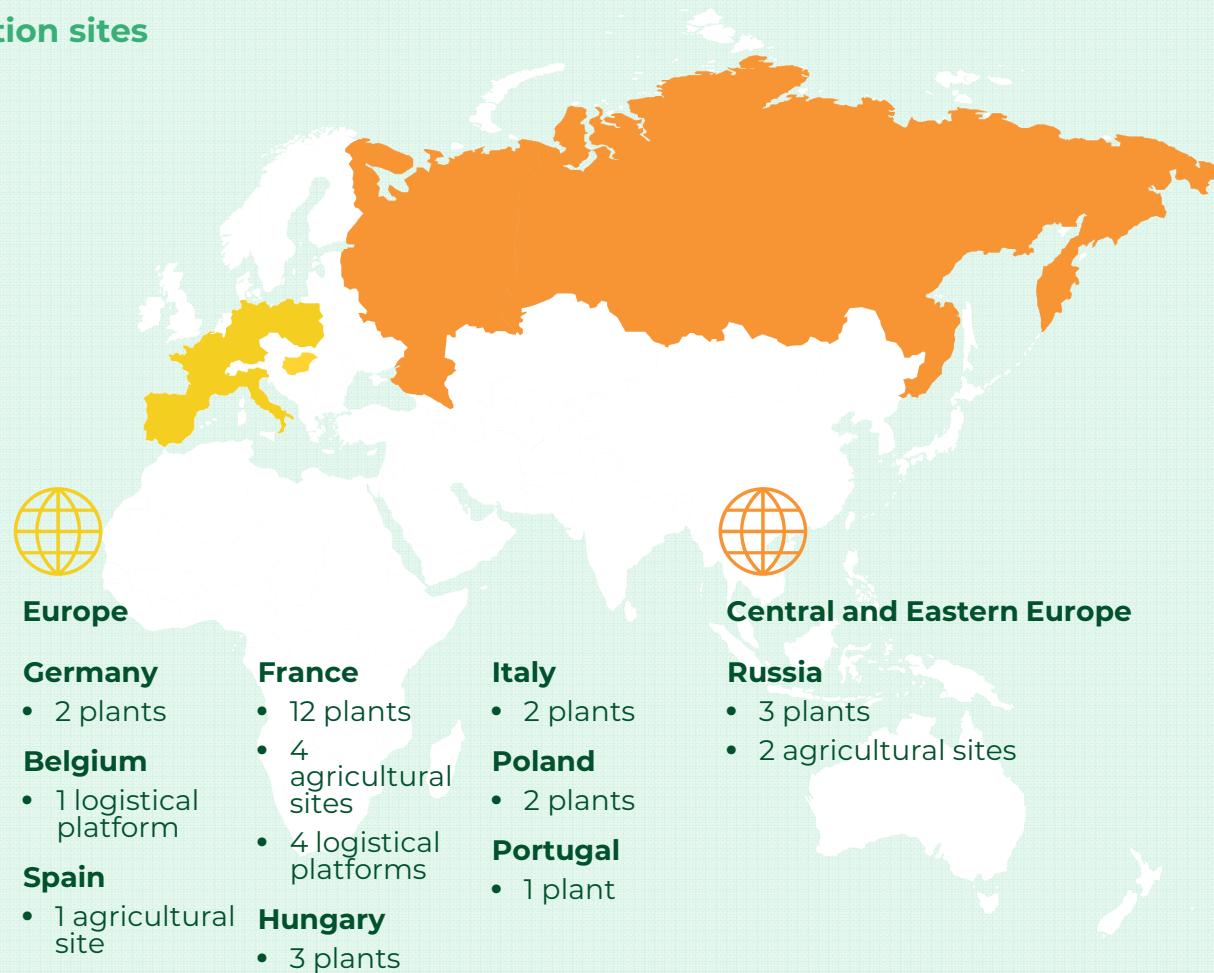 tion sites
Europe
Germany
• 2 plants
Belgium
• 1 logistical
platform
Spain
• 1 agricultural
site
France
• 12 plants
• 4
agricultural
sites
• 4 logistical
platforms
Hungary
• 3 plants
Italy
• 2 plants
Poland
• 2 plants
Portugal
• 1 plant
Central and Eastern Europe
Russia
• 3 plants
• 2 agricultural sites